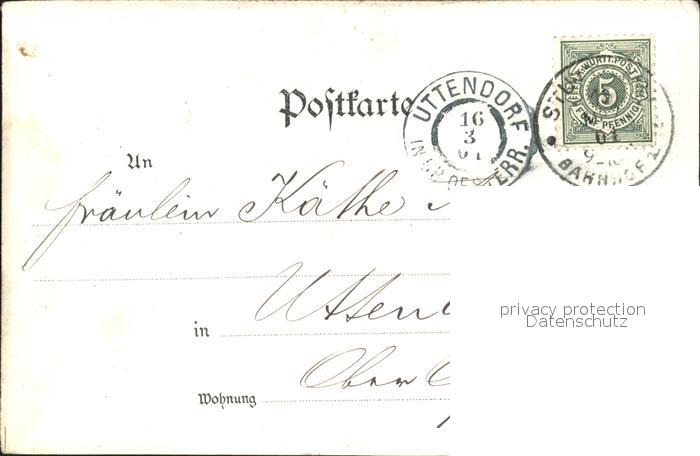 Postkarte
UTTENDORF
16
3
01
IN OB. OESTERR.
K. WÜRTT. POST
5
FÜNF PFENNIG
BAHNHOF
An
Fräulein Käthe
in
Ober
Wohnung
privacy protection
Datenschutz